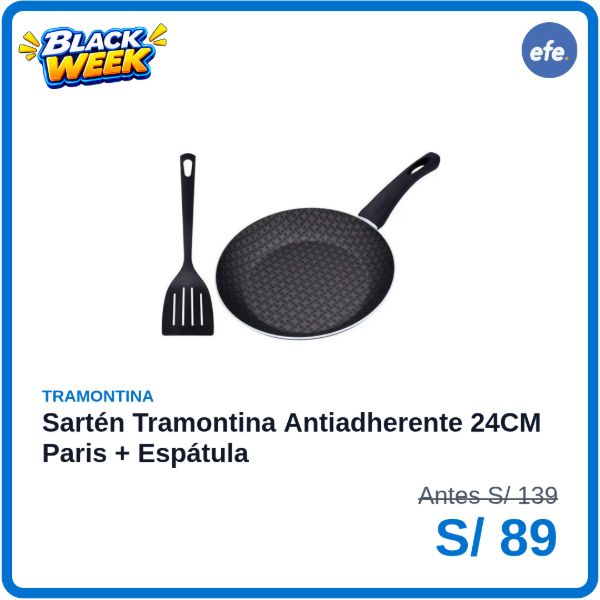 BLACK
WEEK
efe.
TRAMONTINA
Sartén Tramontina Antiadherente 24CM
Paris + Espátula
Antes S/ 139
S/ 89